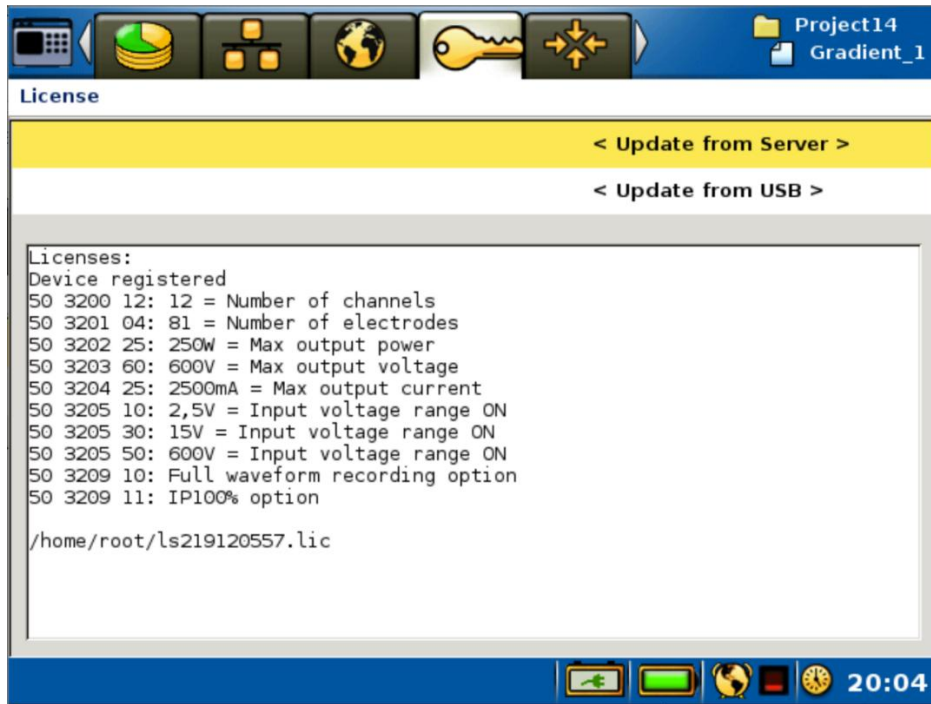 Project14
Gradient_1
License
< Update from Server >
< Update from USB >
Licenses:
Device registered
50 3200 12: 12 = Number of channels
50 3201 04: 81 = Number of electrodes
50 3202 25: 250W = Max output power
50 3203 60: 600V = Max output voltage
50 3204 25: 2500mA = Max output current
50 3205 10: 2,5V = Input voltage range ON
50 3205 30: 15V = Input voltage range ON
50 3205 50: 600V = Input voltage range ON
50 3209 10: Full waveform recording option
50 3209 11: IP100% option
/home/root/ls219120557.lic
20:04